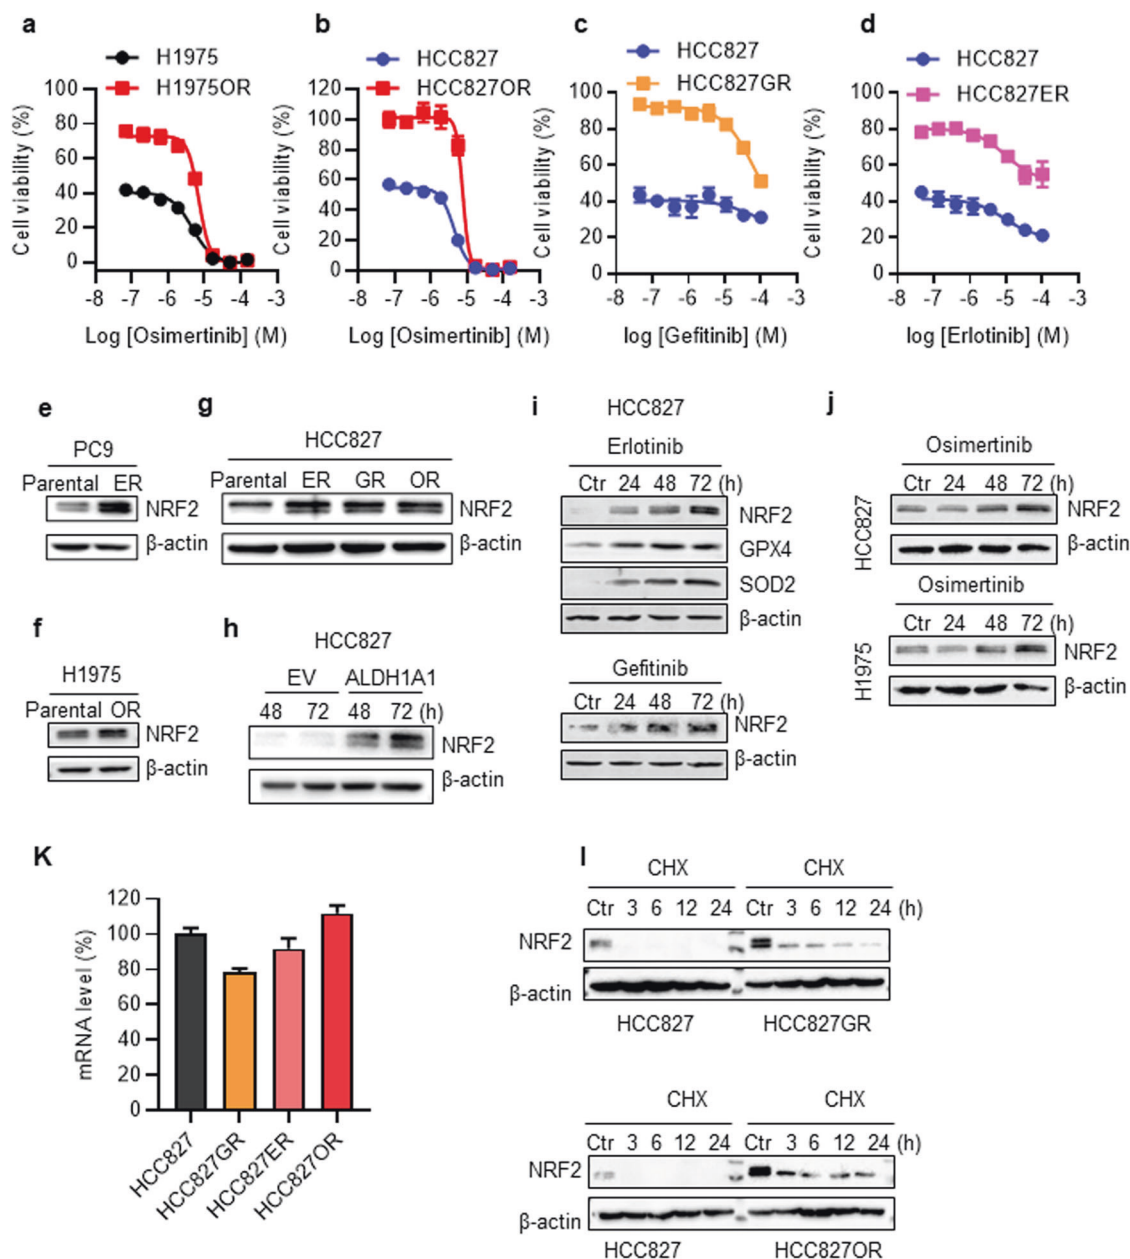 a
H1975
H1975OR
100
80
60
40
20
0
Cell viability (%)
-8 -7 -6 -5 -4 -3
Log [Osimertinib] (M)
b
HCC827
HCC827OR
120
100
80
60
40
20
0
Cell viability (%)
-8 -7 -6 -5 -4 -3
Log [Osimertinib] (M)
c
HCC827
HCC827GR
100
80
60
40
20
0
Cell viability (%)
-8 -7 -6 -5 -4 -3
log [Gefitinib] (M)
d
HCC827
HCC827ER
100
80
60
40
20
0
Cell viability (%)
-8 -7 -6 -5 -4 -3
log [Erlotinib] (M)
e
PC9
Parental ER
NRF2
β-actin
g
HCC827
Parental ER GR OR
NRF2
β-actin
f
H1975
Parental OR
NRF2
β-actin
h
HCC827
EV ALDH1A1
48 72 48 72 (h)
NRF2
β-actin
i
HCC827
Erlotinib
Ctr 24 48 72 (h)
NRF2
GPX4
SOD2
β-actin
Gefitinib
Ctr 24 48 72 (h)
NRF2
β-actin
j
Osimertinib
Ctr 24 48 72 (h)
HCC827
NRF2
β-actin
Osimertinib
Ctr 24 48 72 (h)
H1975
NRF2
β-actin
K
120
100
80
60
40
20
0
mRNA level (%)
HCC827
HCC827GR
HCC827ER
HCC827OR
l
CHX CHX
Ctr 3 6 12 24 Ctr 3 6 12 24 (h)
NRF2
β-actin
HCC827 HCC827GR
CHX CHX
Ctr 3 6 12 24 Ctr 3 6 12 24 (h)
NRF2
β-actin
HCC827 HCC827OR